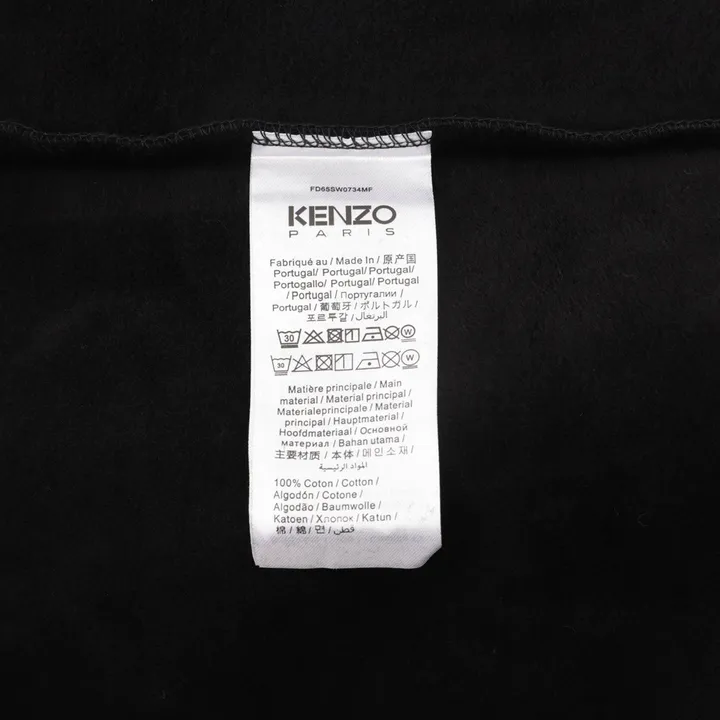 FD65SW0734MF
KENZO
PARIS
Fabriqué au / Made In / 原产国
Portugal/ Portugal/ Portugal/
Portogallo/ Portugal/ Portugal
/ Portugal / Португалии /
Portugal / 葡萄牙 / ポルトガル /
포르투갈 / البرتغال
30 W
30 W
Matière principale / Main
material / Material principal /
Materialeprincipale / Material
principal / Hauptmaterial /
Hoofdmateriaal / Основной
материал / Bahan utama /
主要材质 / 本体 / 메인소재 /
المواد الرئيسية
100% Coton / Cotton /
Algodón / Cotone /
Algodão / Baumwolle /
Katoen / Хлопок / Katun /
棉 / 綿 / 면 / قطن